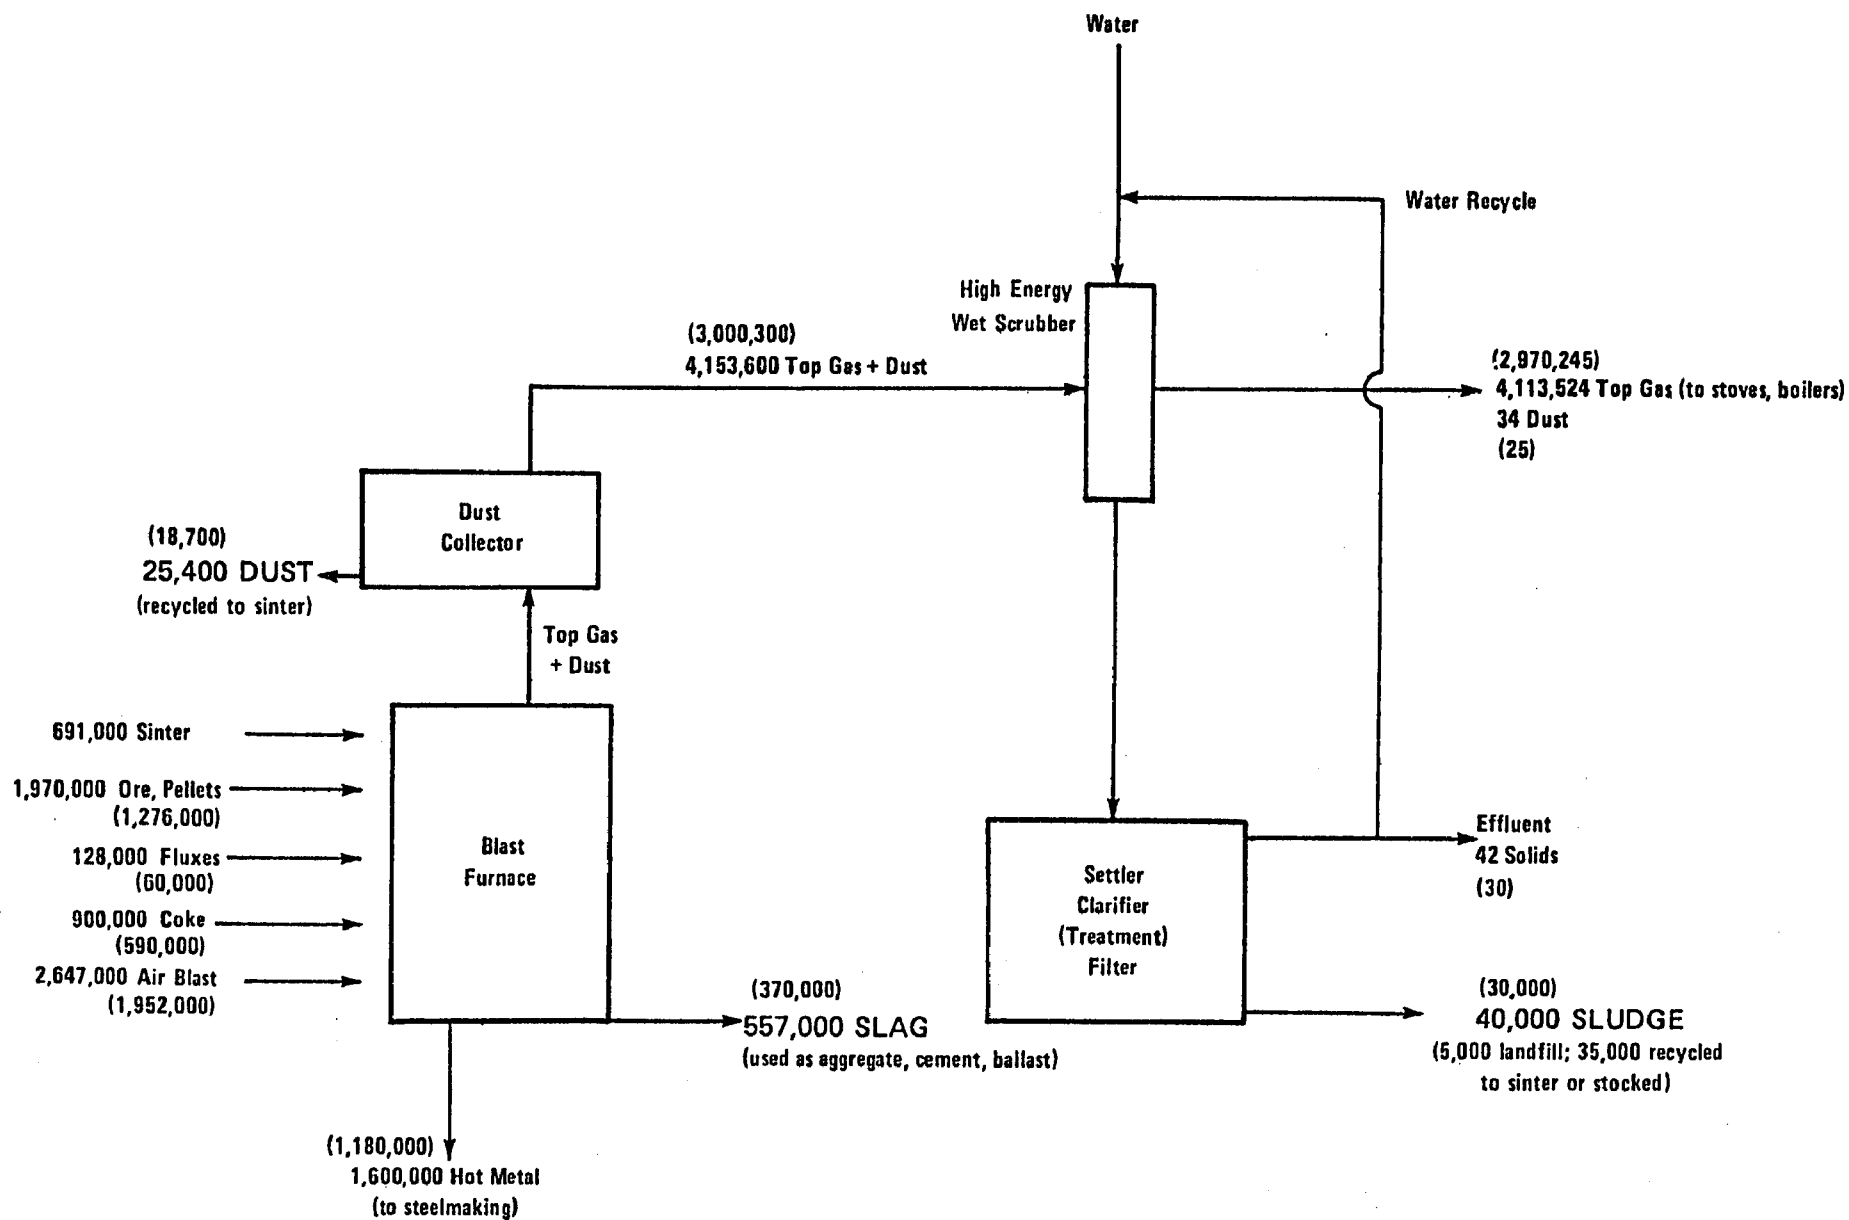 Water
Water Recycle
High Energy
Wet Scrubber
(3,000,300)
4,153,600 Top Gas + Dust
(2,970,245)
4,113,524 Top Gas (to stoves, boilers)
34 Dust
(25)
Dust
Collector
(18,700)
25,400 DUST
(recycled to sinter)
Top Gas
+ Dust
691,000 Sinter
1,970,000 Ore, Pellets
(1,276,000)
128,000 Fluxes
(60,000)
900,000 Coke
(590,000)
2,647,000 Air Blast
(1,952,000)
Blast
Furnace
(370,000)
557,000 SLAG
(used as aggregate, cement, ballast)
(1,180,000)
1,600,000 Hot Metal
(to steelmaking)
Settler
Clarifier
(Treatment)
Filter
Effluent
42 Solids
(30)
(30,000)
40,000 SLUDGE
(5,000 landfill; 35,000 recycled
to sinter or stocked)